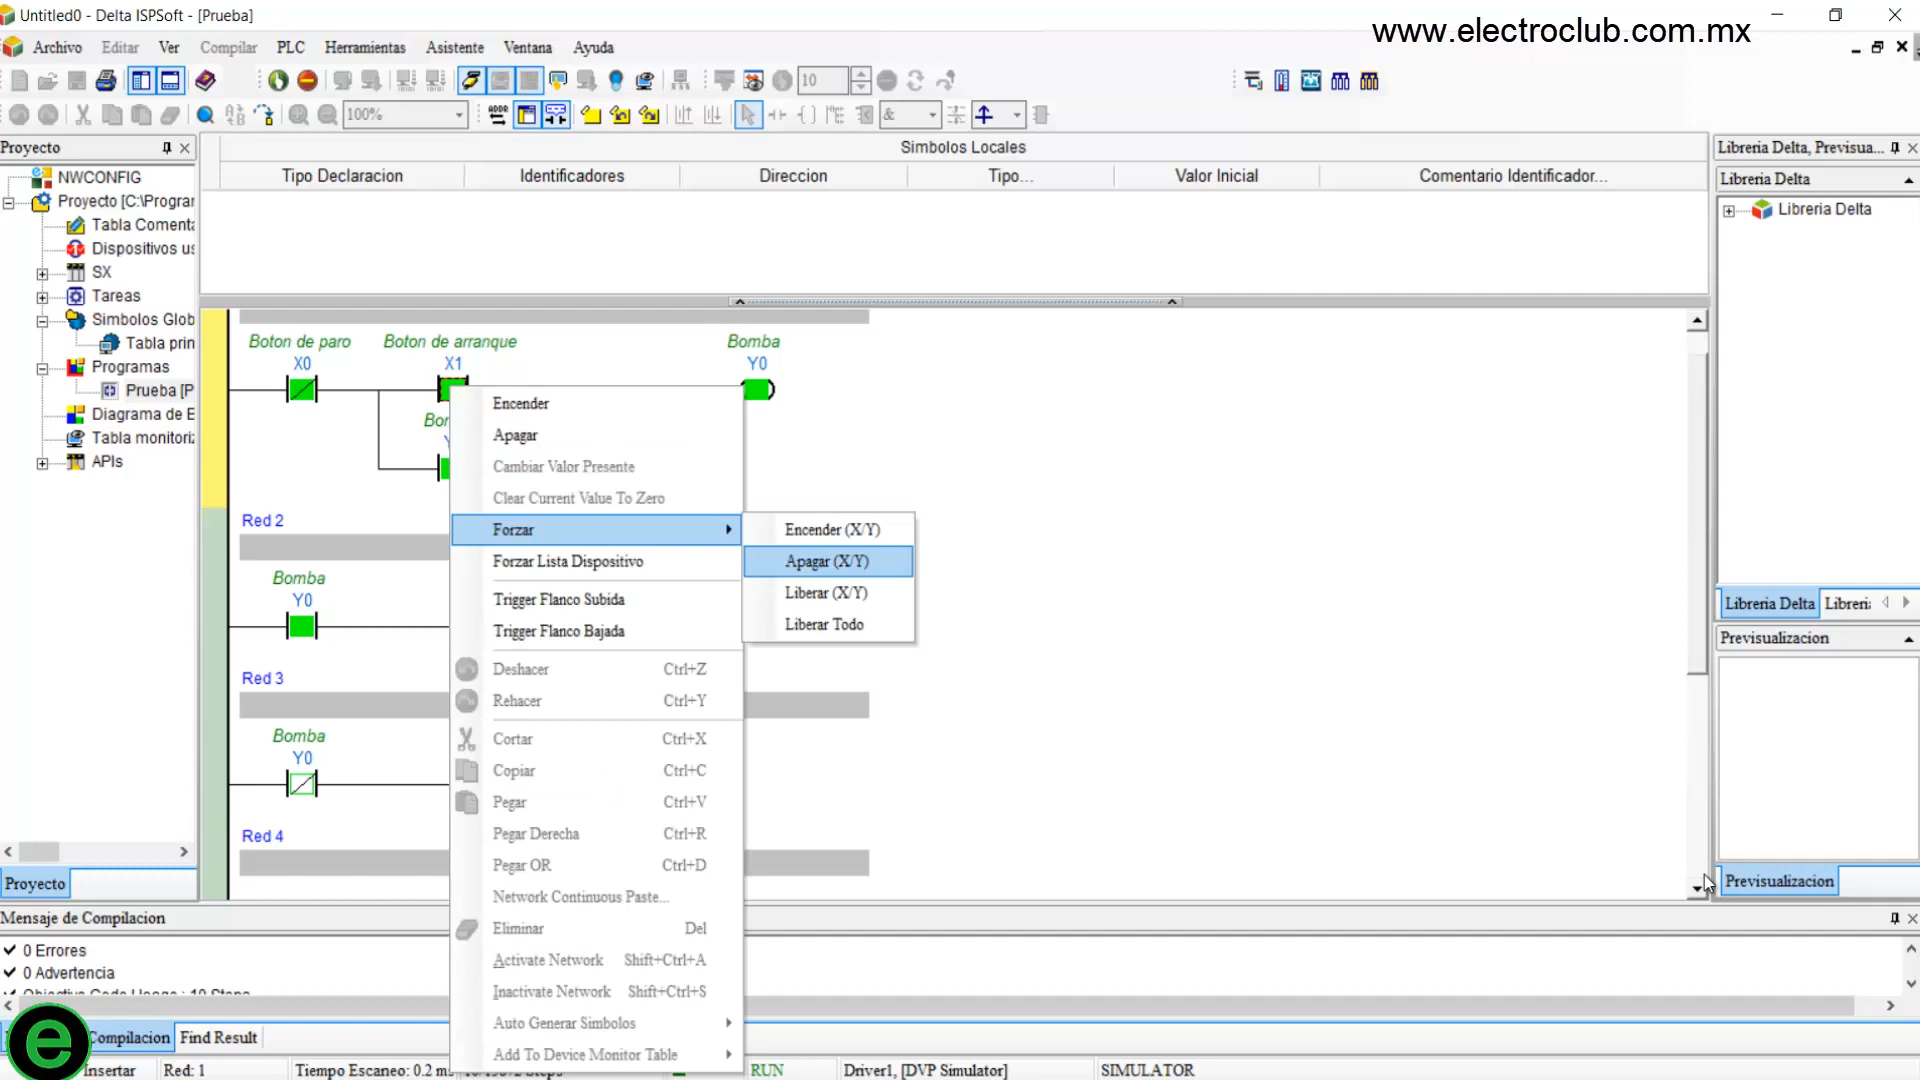 Untitled0 - Delta ISPSoft - [Prueba]
www.electroclub.com.mx
Archivo Editar Ver Compilar PLC Herramientas Asistente Ventana Ayuda
10
100%
ADDR
&
Proyecto
Simbolos Locales
Libreria Delta, Previsua...
Tipo Declaracion Identificadores Direccion Tipo... Valor Inicial Comentario Identificador...
Libreria Delta
Libreria Delta
NWCONFIG
Proyecto [C:\Progran
Tabla Comenta
Dispositivos us
SX
Tareas
Simbolos Glob
Tabla prin
Programas
Prueba [P
Diagrama de E
Tabla monitoriz
APIs
Proyecto
Boton de paro Boton de arranque Bomba
X0 X1 Y0
Bor
Red 2
Bomba
Y0
Red 3
Bomba
Y0
Red 4
Encender
Apagar
Cambiar Valor Presente
Clear Current Value To Zero
Forzar
Forzar Lista Dispositivo
Trigger Flanco Subida
Trigger Flanco Bajada
Deshacer Ctrl+Z
Rehacer Ctrl+Y
Cortar Ctrl+X
Copiar Ctrl+C
Pegar Ctrl+V
Pegar Derecha Ctrl+R
Pegar OR Ctrl+D
Network Continuous Paste...
Eliminar Del
Activate Network Shift+Ctrl+A
Inactivate Network Shift+Ctrl+S
Auto Generar Simbolos
Add To Device Monitor Table
Encender (X/Y)
Apagar (X/Y)
Liberar (X/Y)
Liberar Todo
Libreria Delta Libreri
Previsualizacion
Previsualizacion
Mensaje de Compilacion
0 Errores
0 Advertencia
e
Compilacion Find Result
Insertar Red: 1 Tiempo Escaneo: 0.2 ms RUN Driver1, [DVP Simulator] SIMULATOR